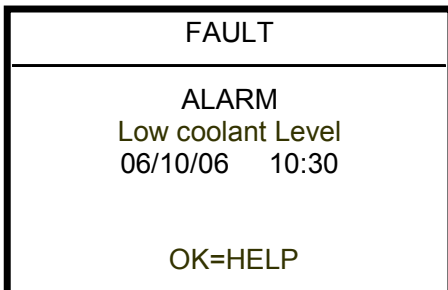 FAULT
ALARM
Low coolant Level
06/10/06 10:30
OK=HELP